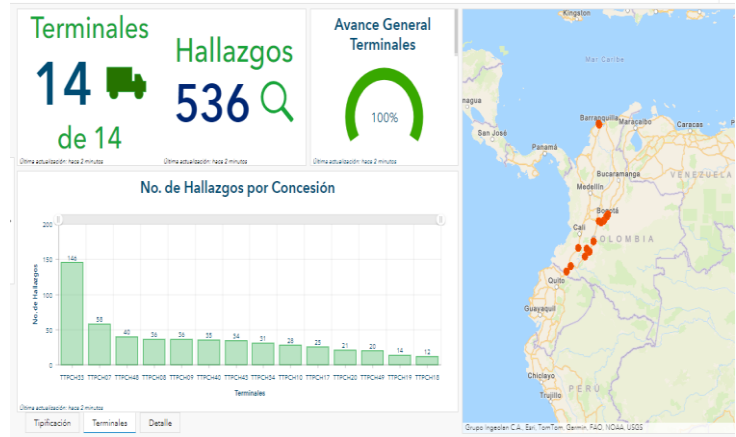 Terminales
14
de 14
Última actualización: hace 2 minutos
Hallazgos
536
Última actualización: hace 2 minutos
Avance General
Terminales
100%
Última actualización: hace 2 minutos
No. de Hallazgos por Concesión
No. de Hallazgos
200
150
100
50
0
146
58
40
36
36
35
34
31
28
25
21
20
14
12
TTPCH33
TTPCH07
TTPCH48
TTPCH08
TTPCH09
TTPCH40
TTPCH43
TTPCH34
TTPCH10
TTPCH17
TTPCH20
TTPCH49
TTPCH19
TTPCH18
Terminales
Última actualización: hace 2 minutos
Tipificación
Terminales
Detalle
Kingston
Mar Caribe
nagua
Barranquilla
Maracaibo
Caracas
San José
Panamá
Bucaramanga
VENEZUELA
Medellín
Bogotá
Cali
COLOMBIA
Quito
Guayaquil
Chiclayo
PERÚ
Trujillo
Grupo Ingeolan C.A, Esri, TomTom, Garmin, FAO, NOAA, USGS